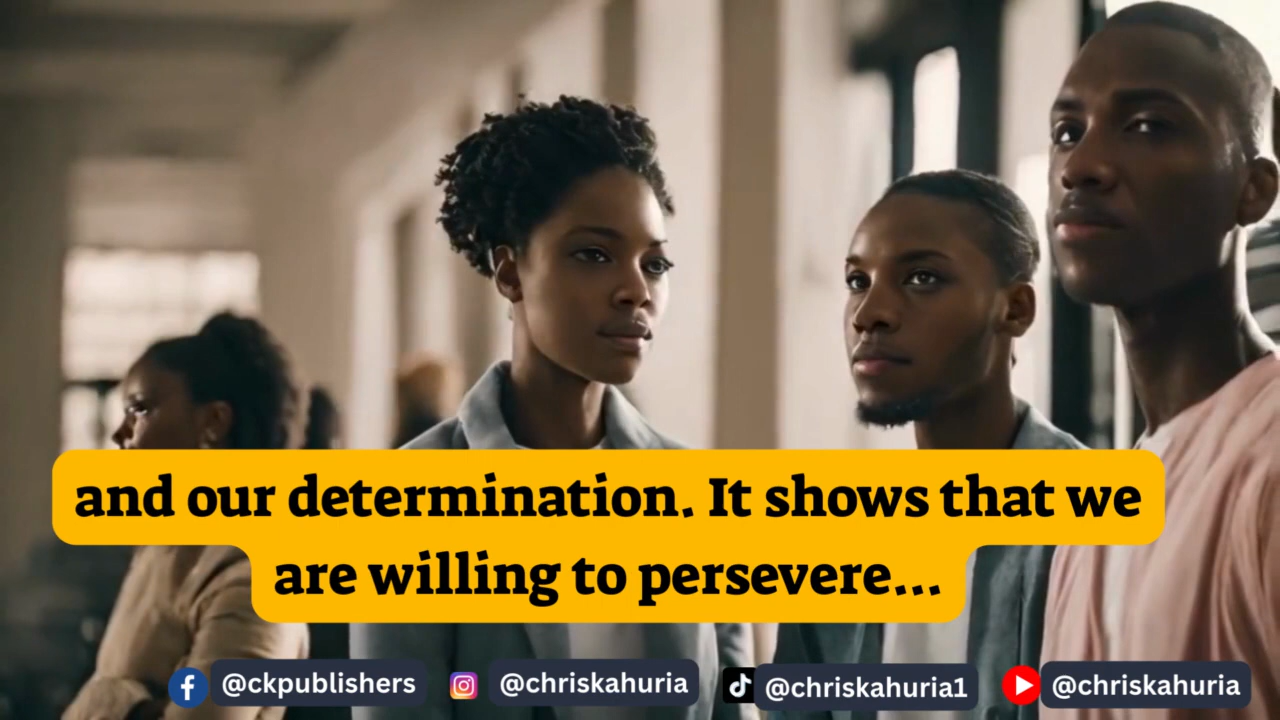 and our determination. It shows that we
are willing to persevere...
@ckpublishers @chriskahuria @chriskahuria1 @chriskahuria